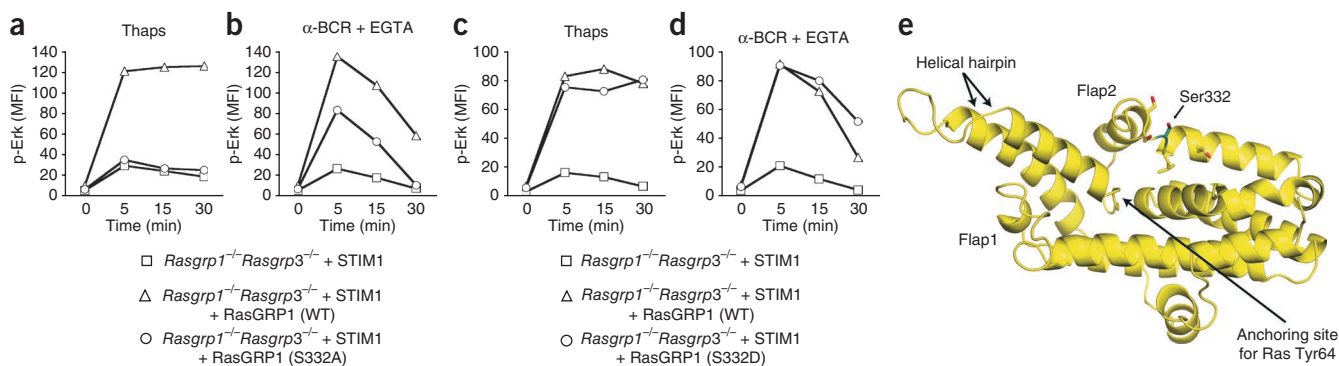 a
Thaps
p-Erk (MFI)
140
120
100
80
60
40
20
0
0 5 15 30
Time (min)
b
α-BCR + EGTA
p-Erk (MFI)
140
120
100
80
60
40
20
0
0 5 15 30
Time (min)
□ Rasgrp1–/–Rasgrp3–/– + STIM1
△ Rasgrp1–/–Rasgrp3–/– + STIM1
+ RasGRP1 (WT)
○ Rasgrp1–/–Rasgrp3–/– + STIM1
+ RasGRP1 (S332A)
c
Thaps
p-Erk (MFI)
100
80
60
40
20
0
0 5 15 30
Time (min)
d
α-BCR + EGTA
p-Erk (MFI)
100
80
60
40
20
0
0 5 15 30
Time (min)
□ Rasgrp1–/–Rasgrp3–/– + STIM1
△ Rasgrp1–/–Rasgrp3–/– + STIM1
+ RasGRP1 (WT)
○ Rasgrp1–/–Rasgrp3–/– + STIM1
+ RasGRP1 (S332D)
e
Helical hairpin
Flap2
Ser332
Flap1
Anchoring site
for Ras Tyr64